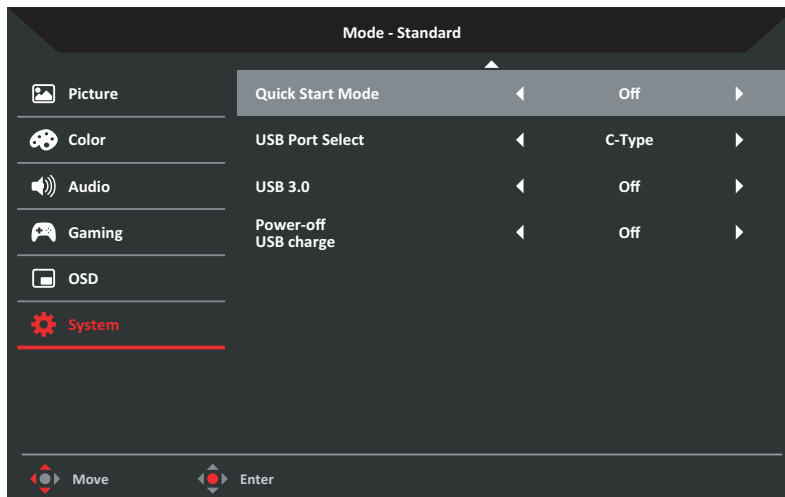 Mode - Standard
Picture
Quick Start Mode Off
Color
USB Port Select C-Type
Audio
USB 3.0 Off
Gaming
Power-off
USB charge Off
OSD
System
Move Enter